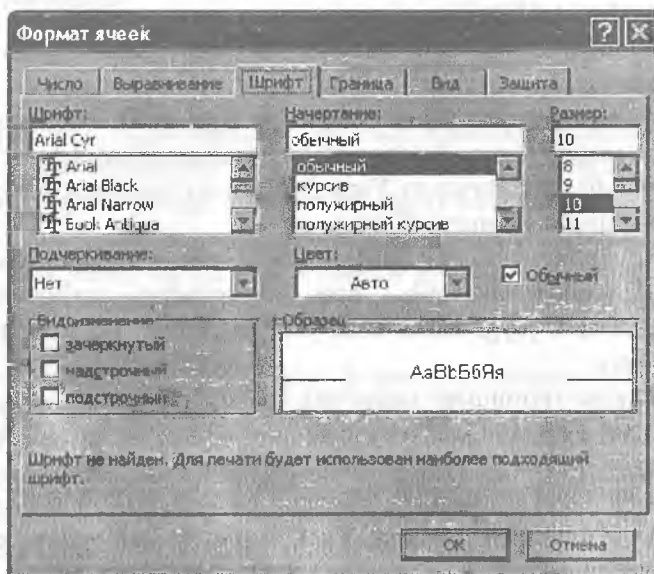 Формат ячеек
Число Выравнивание Шрифт Граница Вид Защита
Шрифт: Начертание: Размер:
Arial Cyr обычный 10
Arial обычный 8
Arial Black курсив 9
Arial Narrow полужирный 10
Book Antiqua полужирный курсив 11
Подчеркивание: Цвет:
Нет Авто Обычный
Видоизменение Образец
зачеркнутый
надстрочный АаBbБбЯя
подстрочный
Шрифт не найден. Для печати будет использован наиболее подходящий
шрифт.
ОК Отмена